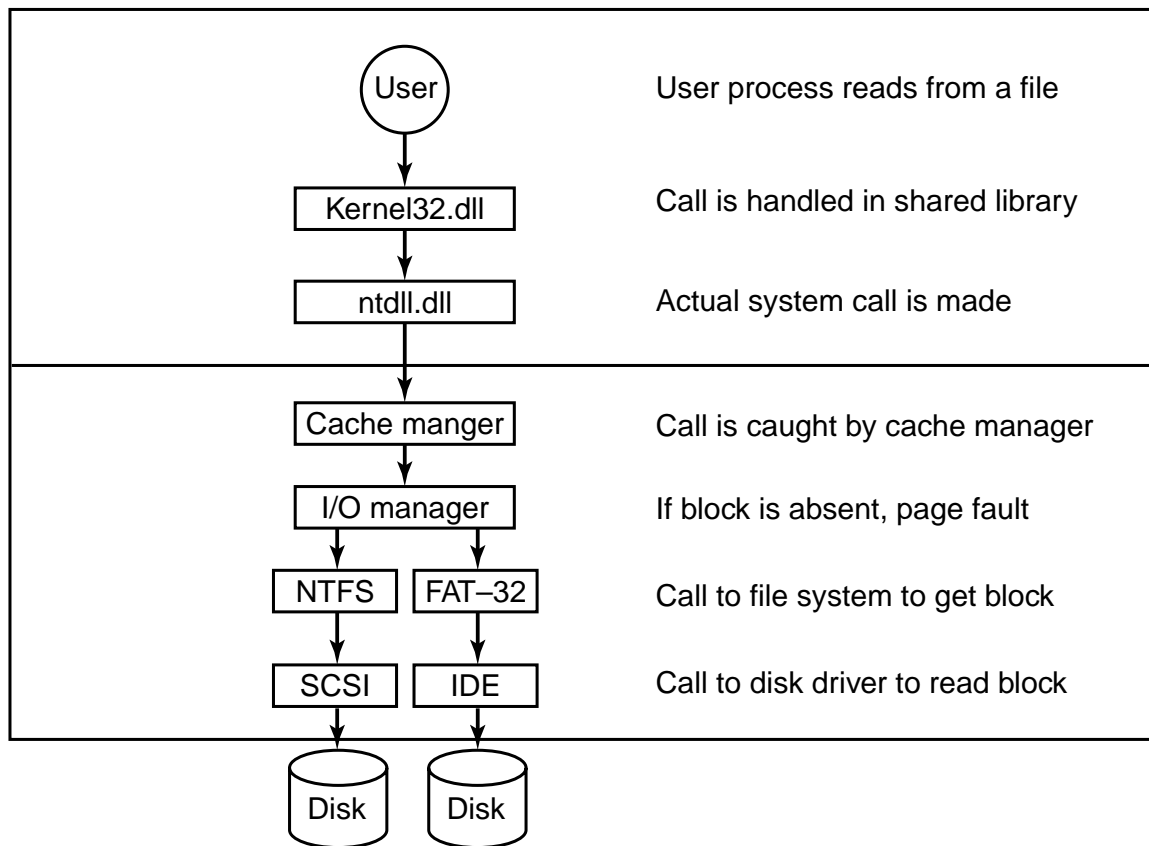 User
User process reads from a file
Kernel32.dll
Call is handled in shared library
ntdll.dll
Actual system call is made
Cache manger
Call is caught by cache manager
I/O manager
If block is absent, page fault
NTFS
FAT–32
Call to file system to get block
SCSI
IDE
Call to disk driver to read block
Disk
Disk